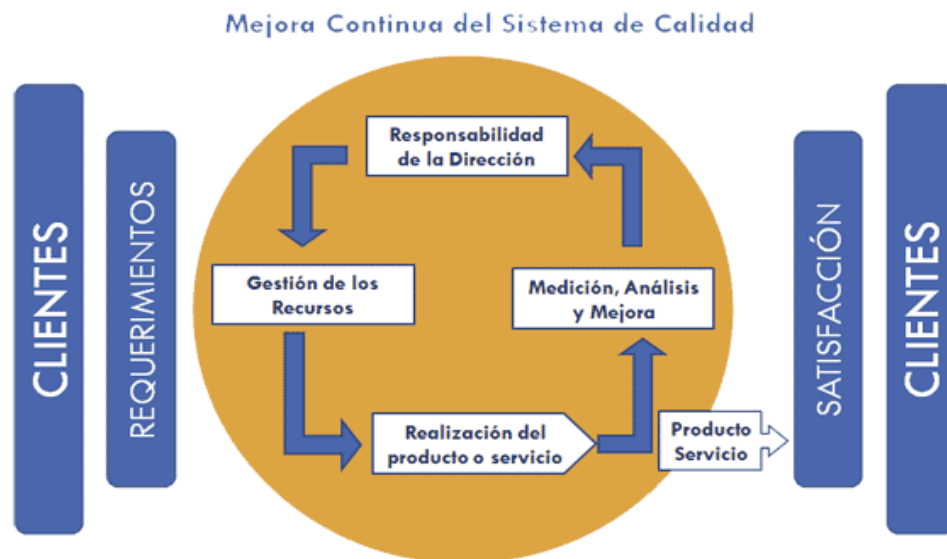 Mejora Continua del Sistema de Calidad
CLIENTES
REQUERIMIENTOS
Responsabilidad
de la Dirección
Gestión de los
Recursos
Medición, Análisis
y Mejora
Realización del
producto o servicio
Producto
Servicio
SATISFACCIÓN
CLIENTES